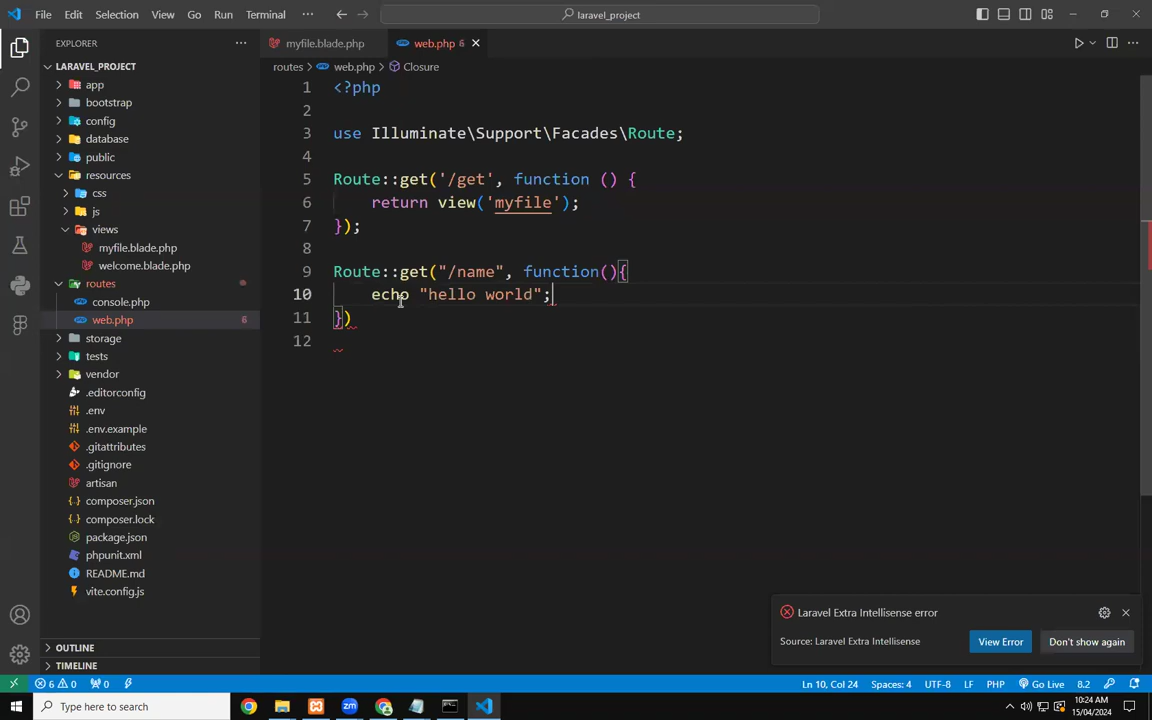 File Edit Selection View Go Run Terminal ··· laravel_project
EXPLORER ···
LARAVEL_PROJECT
app
bootstrap
config
database
public
resources
css
js
views
myfile.blade.php
welcome.blade.php
routes
console.php
web.php 6
storage
tests
vendor
.editorconfig
.env
.env.example
.gitattributes
.gitignore
artisan
composer.json
composer.lock
package.json
phpunit.xml
README.md
vite.config.js
OUTLINE
TIMELINE
myfile.blade.php web.php 6
routes > web.php > Closure
1 <?php
2
3 use Illuminate\Support\Facades\Route;
4
5 Route::get('/get', function () {
6 return view('myfile');
7 });
8
9 Route::get("/name", function(){
10 echo "hello world";
11 })
12
Laravel Extra Intellisense error
Source: Laravel Extra Intellisense View Error Don't show again
6 0 0 Ln 10, Col 24 Spaces: 4 UTF-8 LF PHP Go Live 8.2
Type here to search zm 10:24 AM
15/04/2024